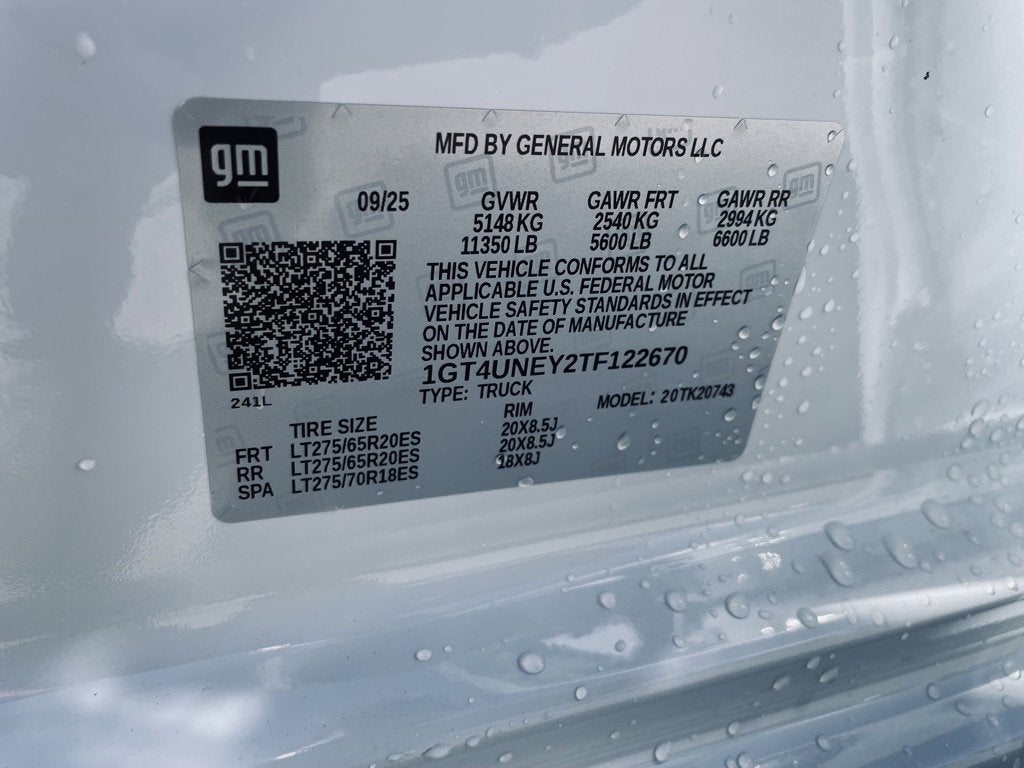 gm
MFD BY GENERAL MOTORS LLC
09/25 GVWR GAWR FRT GAWR RR
5148 KG 2540 KG 2994 KG
11350 LB 5600 LB 6600 LB
THIS VEHICLE CONFORMS TO ALL
APPLICABLE U.S. FEDERAL MOTOR
VEHICLE SAFETY STANDARDS IN EFFECT
ON THE DATE OF MANUFACTURE
SHOWN ABOVE.
1GT4UNEY2TF122670
TYPE: TRUCK MODEL: 20TK20743
241L
TIRE SIZE RIM
FRT LT275/65R20ES 20X8.5J
RR LT275/65R20ES 20X8.5J
SPA LT275/70R18ES 18X8J